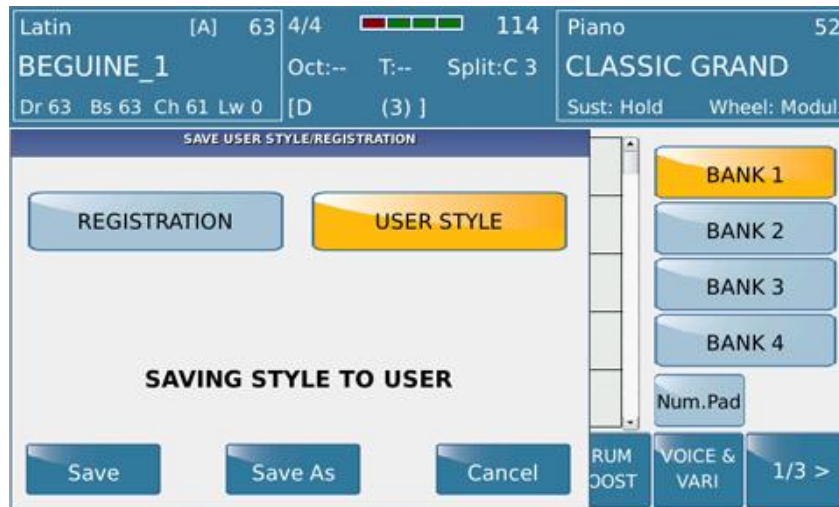 Latin [A] 63 4/4 114 Piano 52
BEGUINE_1 Oct:-- T:-- Split:C 3 CLASSIC GRAND
Dr 63 Bs 63 Ch 61 Lw 0 [D (3) ] Sust: Hold Wheel: Modul
SAVE USER STYLE/REGISTRATION
REGISTRATION USER STYLE
SAVING STYLE TO USER
Save Save As Cancel
BANK 1
BANK 2
BANK 3
BANK 4
Num.Pad
RUM
OOST
VOICE &
VARI
1/3 >